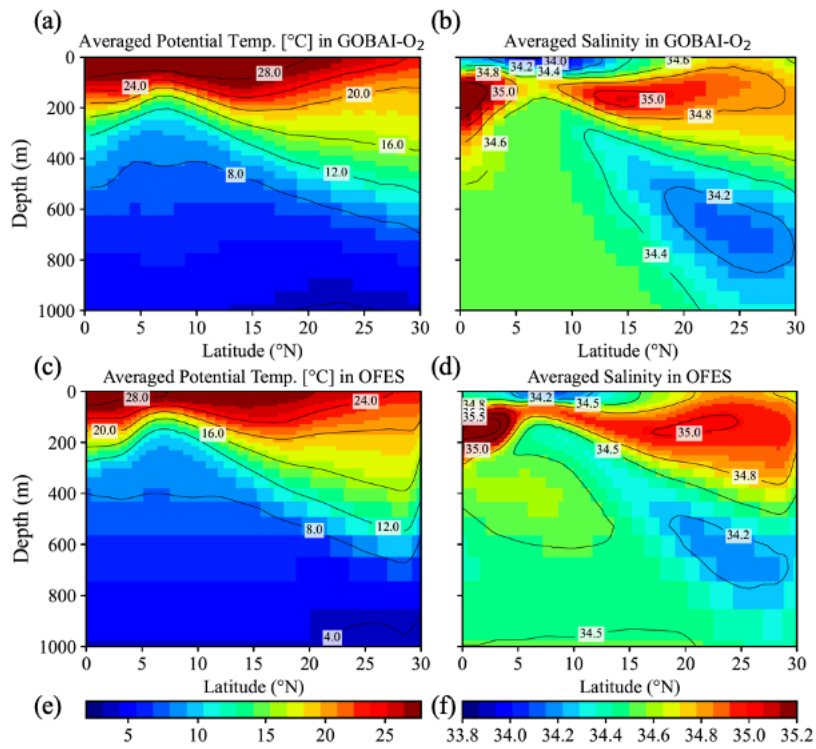 (a)
Averaged Potential Temp. [°C] in GOBAI-O₂
(b)
Averaged Salinity in GOBAI-O₂
0
200
400
600
800
1000
Depth (m)
24.0
28.0
20.0
16.0
12.0
8.0
0 5 10 15 20 25 30
Latitude (°N)
34.8
34.2
34.0
34.4
34.6
35.0
35.0
34.8
34.6
34.2
34.4
0 5 10 15 20 25 30
Latitude (°N)
(c)
Averaged Potential Temp. [°C] in OFES
(d)
Averaged Salinity in OFES
0
200
400
600
800
1000
Depth (m)
28.0
24.0
20.0
16.0
12.0
8.0
4.0
0 5 10 15 20 25 30
Latitude (°N)
34.8
35.5
35.0
34.2
34.5
35.0
34.5
34.8
34.2
34.5
0 5 10 15 20 25 30
Latitude (°N)
(e)
5 10 15 20 25
(f)
33.8 34.0 34.2 34.4 34.6 34.8 35.0 35.2